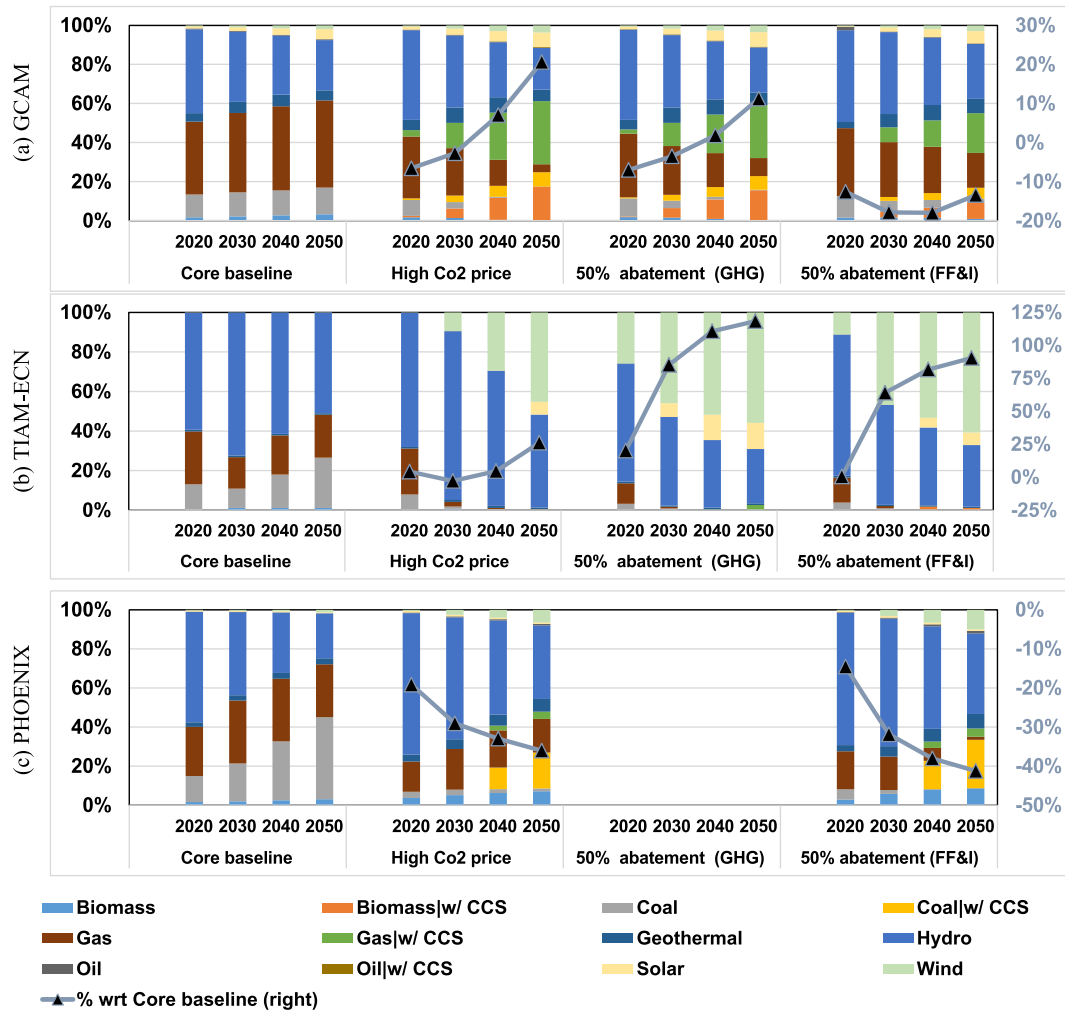 (a) GCAM
100% 30%
80% 20%
60% 10%
40% 0%
20% -10%
0% -20%
2020 2030 2040 2050 2020 2030 2040 2050 2020 2030 2040 2050 2020 2030 2040 2050
Core baseline High Co2 price 50% abatement (GHG) 50% abatement (FF&I)
(b) TIAM-ECN
100% 125%
80% 100%
60% 75%
40% 50%
20% 25%
0% 0%
-25%
2020 2030 2040 2050 2020 2030 2040 2050 2020 2030 2040 2050 2020 2030 2040 2050
Core baseline High Co2 price 50% abatement (GHG) 50% abatement (FF&I)
(c) PHOENIX
100% 0%
80% -10%
60% -20%
40% -30%
20% -40%
0% -50%
2020 2030 2040 2050 2020 2030 2040 2050 2020 2030 2040 2050 2020 2030 2040 2050
Core baseline High Co2 price 50% abatement (GHG) 50% abatement (FF&I)
Biomass Biomass|w/ CCS Coal Coal|w/ CCS
Gas Gas|w/ CCS Geothermal Hydro
Oil Oil|w/ CCS Solar Wind
% wrt Core baseline (right)